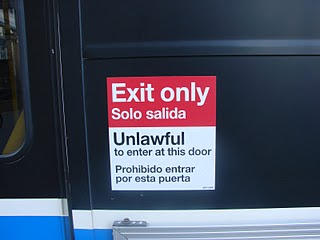 Exit only
Solo salida
Unlawful
to enter at this door
Prohibido entrar
por esta puerta